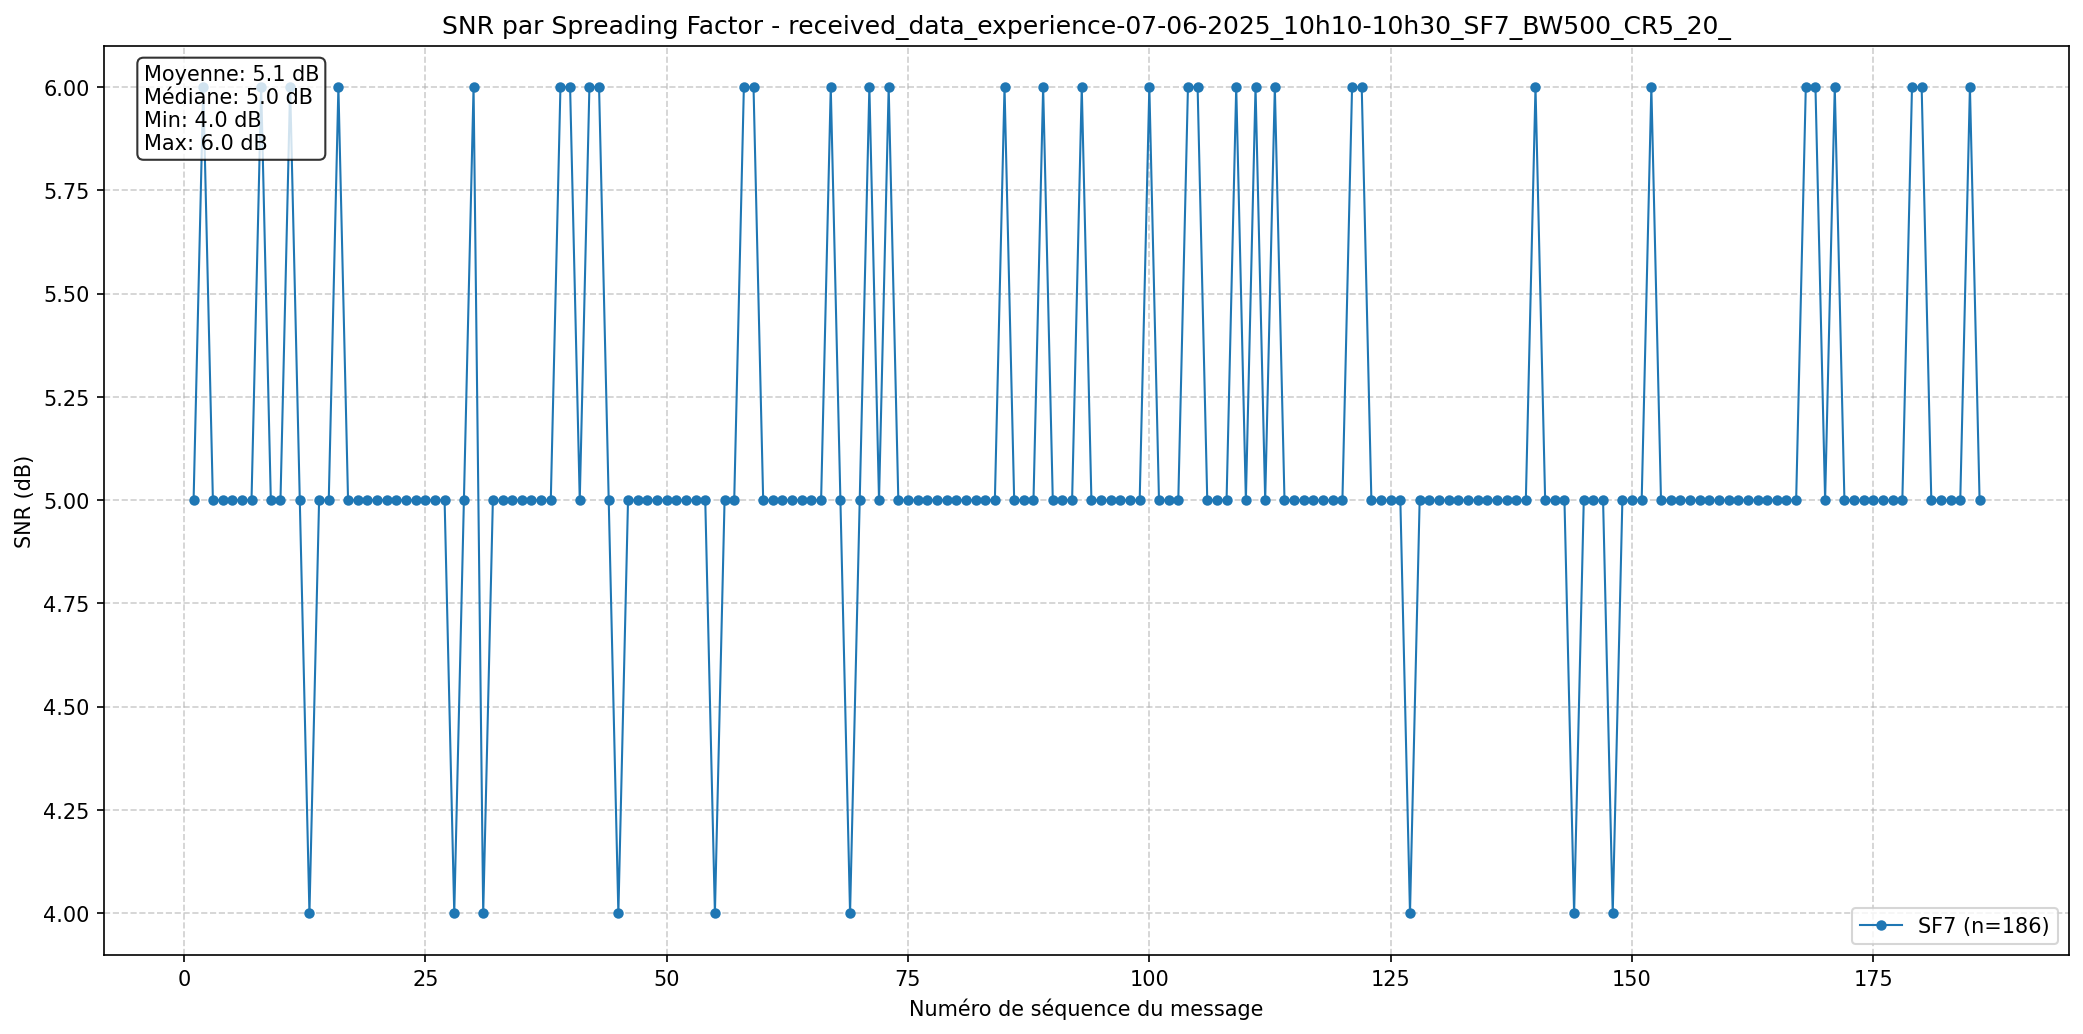 SNR par Spreading Factor - received_data_experience-07-06-2025_10h10-10h30_SF7_BW500_CR5_20_
Moyenne: 5.1 dB
Médiane: 5.0 dB
Min: 4.0 dB
Max: 6.0 dB
SNR (dB)
6.00
5.75
5.50
5.25
5.00
4.75
4.50
4.25
4.00
SF7 (n=186)
0 25 50 75 100 125 150 175
Numéro de séquence du message